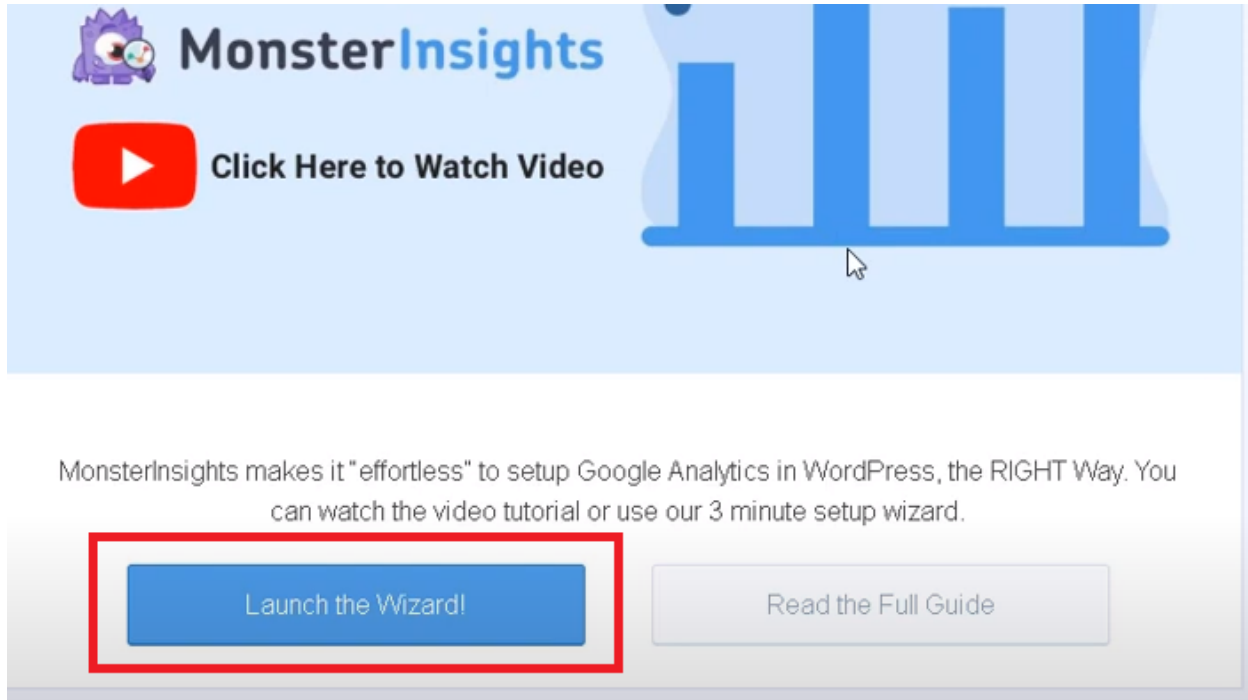 MonsterInsights
Click Here to Watch Video
MonsterInsights makes it "effortless" to setup Google Analytics in WordPress, the RIGHT Way. You
can watch the video tutorial or use our 3 minute setup wizard.
Launch the Wizard!
Read the Full Guide